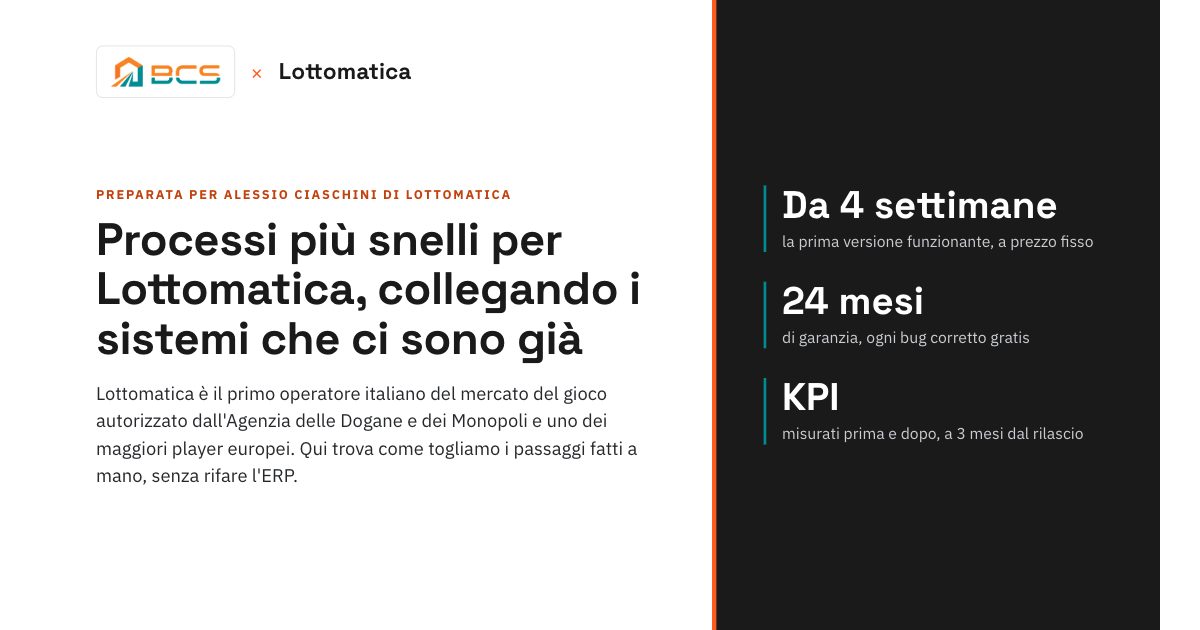 BCS × Lottomatica
PREPARATA PER ALESSIO CIASCHINI DI LOTTOMATICA
Processi più snelli per
Lottomatica, collegando i
sistemi che ci sono già
Lottomatica è il primo operatore italiano del mercato del gioco
autorizzato dall'Agenzia delle Dogane e dei Monopoli e uno dei
maggiori player europei. Qui trova come togliamo i passaggi fatti a
mano, senza rifare l'ERP.
Da 4 settimane
la prima versione funzionante, a prezzo fisso
24 mesi
di garanzia, ogni bug corretto gratis
KPI
misurati prima e dopo, a 3 mesi dal rilascio